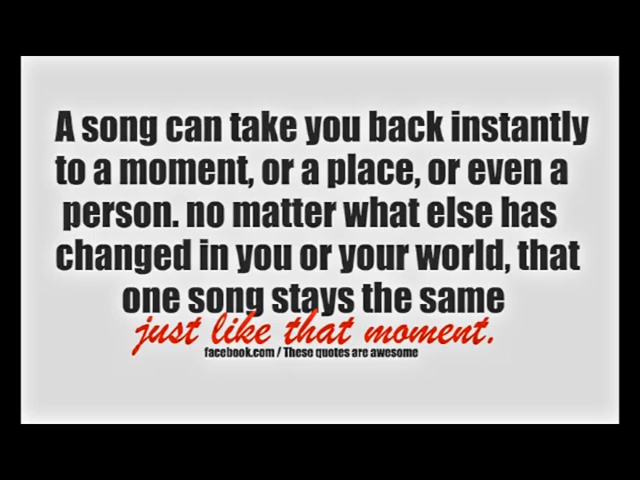 A song can take you back instantly
to a moment, or a place, or even a
person. no matter what else has
changed in you or your world, that
one song stays the same
just like that moment.
facebook.com / These quotes are awesome